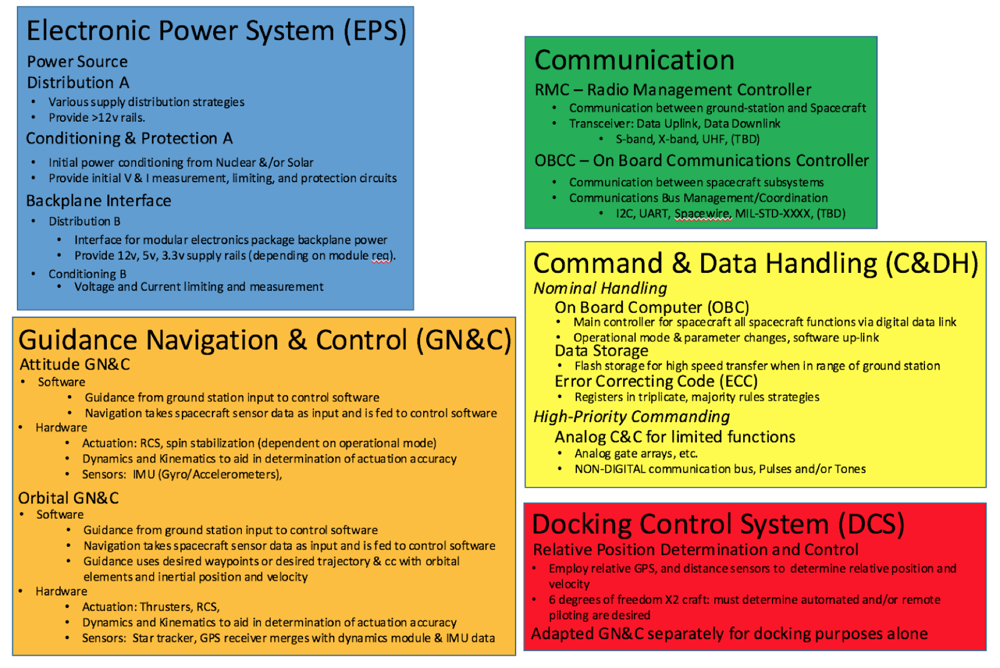 Electronic Power System (EPS)
Power Source
Distribution A
• Various supply distribution strategies
• Provide >12v rails.
Conditioning & Protection A
• Initial power conditioning from Nuclear &/or Solar
• Provide initial V & I measurement, limiting, and protection circuits
Backplane Interface
• Distribution B
• Interface for modular electronics package backplane power
• Provide 12v, 5v, 3.3v supply rails (depending on module req).
• Conditioning B
• Voltage and Current limiting and measurement
Guidance Navigation & Control (GN&C)
Attitude GN&C
• Software
• Guidance from ground station input to control software
• Navigation takes spacecraft sensor data as input and is fed to control software
• Hardware
• Actuation: RCS, spin stabilization (dependent on operational mode)
• Dynamics and Kinematics to aid in determination of actuation accuracy
• Sensors: IMU (Gyro/Accelerometers),
Orbital GN&C
• Software
• Guidance from ground station input to control software
• Navigation takes spacecraft sensor data as input and is fed to control software
• Guidance uses desired waypoints or desired trajectory & cc with orbital
elements and inertial position and velocity
• Hardware
• Actuation: Thrusters, RCS,
• Dynamics and Kinematics to aid in determination of actuation accuracy
• Sensors: Star tracker, GPS receiver merges with dynamics module & IMU data
Communication
RMC – Radio Management Controller
• Communication between ground-station and Spacecraft
• Transceiver: Data Uplink, Data Downlink
• S-band, X-band, UHF, (TBD)
OBCC – On Board Communications Controller
• Communication between spacecraft subsystems
• Communications Bus Management/Coordination
• I2C, UART, Spacewire, MIL-STD-XXXX, (TBD)
Command & Data Handling (C&DH)
Nominal Handling
On Board Computer (OBC)
• Main controller for spacecraft all spacecraft functions via digital data link
• Operational mode & parameter changes, software up-link
Data Storage
• Flash storage for high speed transfer when in range of ground station
Error Correcting Code (ECC)
• Registers in triplicate, majority rules strategies
High-Priority Commanding
Analog C&C for limited functions
• Analog gate arrays, etc.
• NON-DIGITAL communication bus, Pulses and/or Tones
Docking Control System (DCS)
Relative Position Determination and Control
• Employ relative GPS, and distance sensors to determine relative position and
velocity
• 6 degrees of freedom X2 craft: must determine automated and/or remote
piloting are desired
Adapted GN&C separately for docking purposes alone